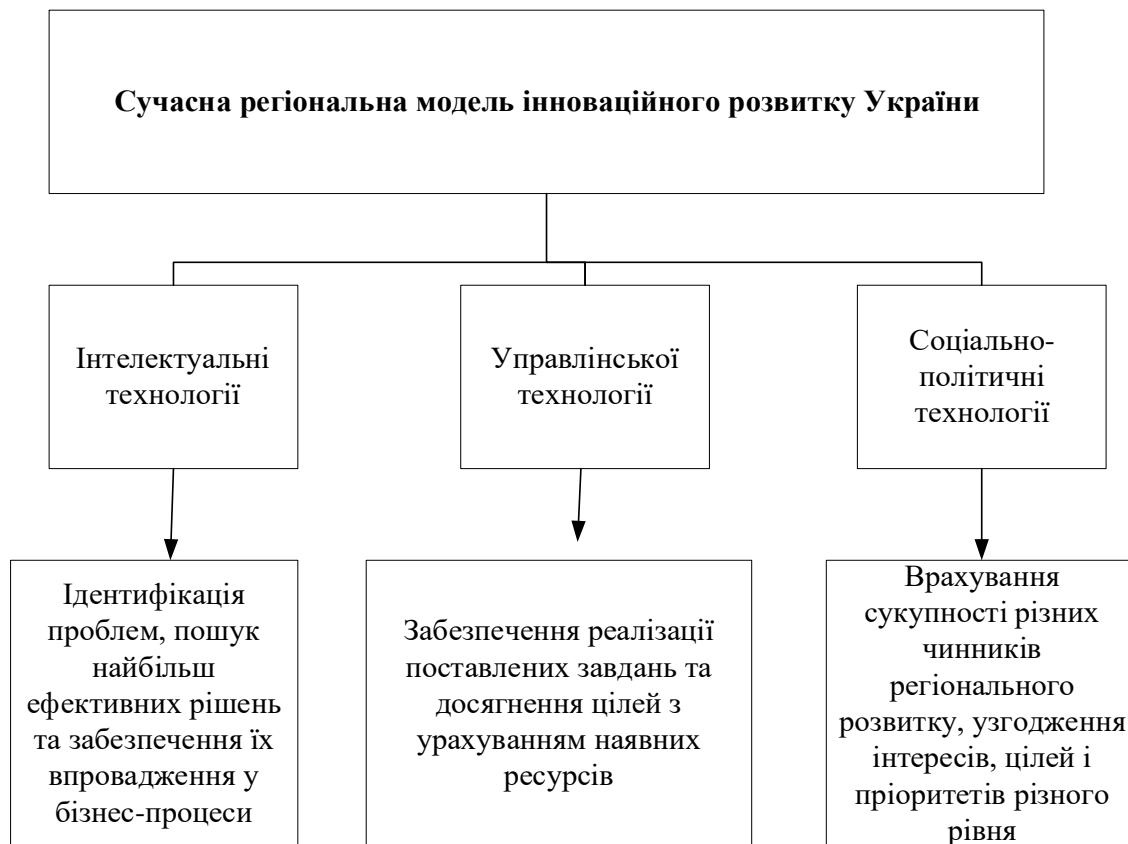 Сучасна регіональна модель інноваційного розвитку України
Інтелектуальні
технології
Управлінської
технології
Соціально-
політичні
технології
Ідентифікація
проблем, пошук
найбільш
ефективних рішень
та забезпечення їх
впровадження у
бізнес-процеси
Забезпечення реалізації
поставлених завдань та
досягнення цілей з
урахуванням наявних
ресурсів
Врахування
сукупності різних
чинників
регіонального
розвитку, узгодження
інтересів, цілей і
пріоритетів різного
рівня